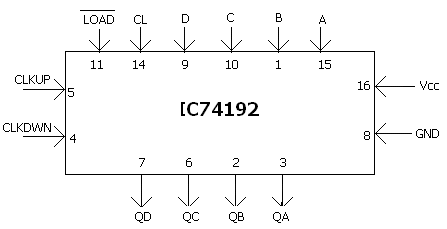 LOAD CL D C B A
11 14 9 10 1 15
CLKUP 5 16 Vcc
IC74192
CLKDWN 4 8 GND
7 6 2 3
QD QC QB QA